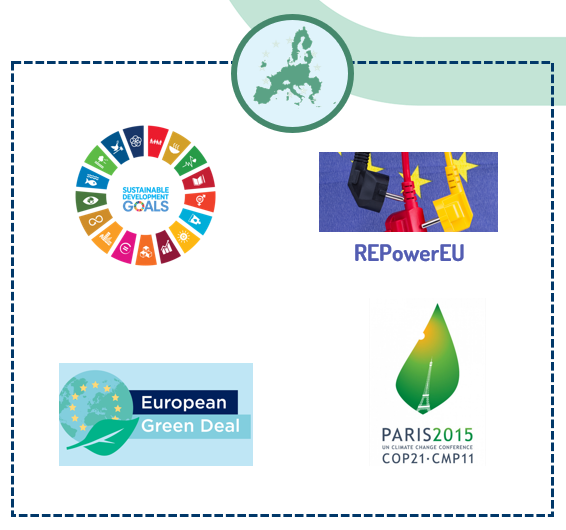 SUSTAINABLE
DEVELOPMENT
GOALS
REPowerEU
European
Green Deal
PARIS2015
UN CLIMATE CHANGE CONFERENCE
COP21·CMP11